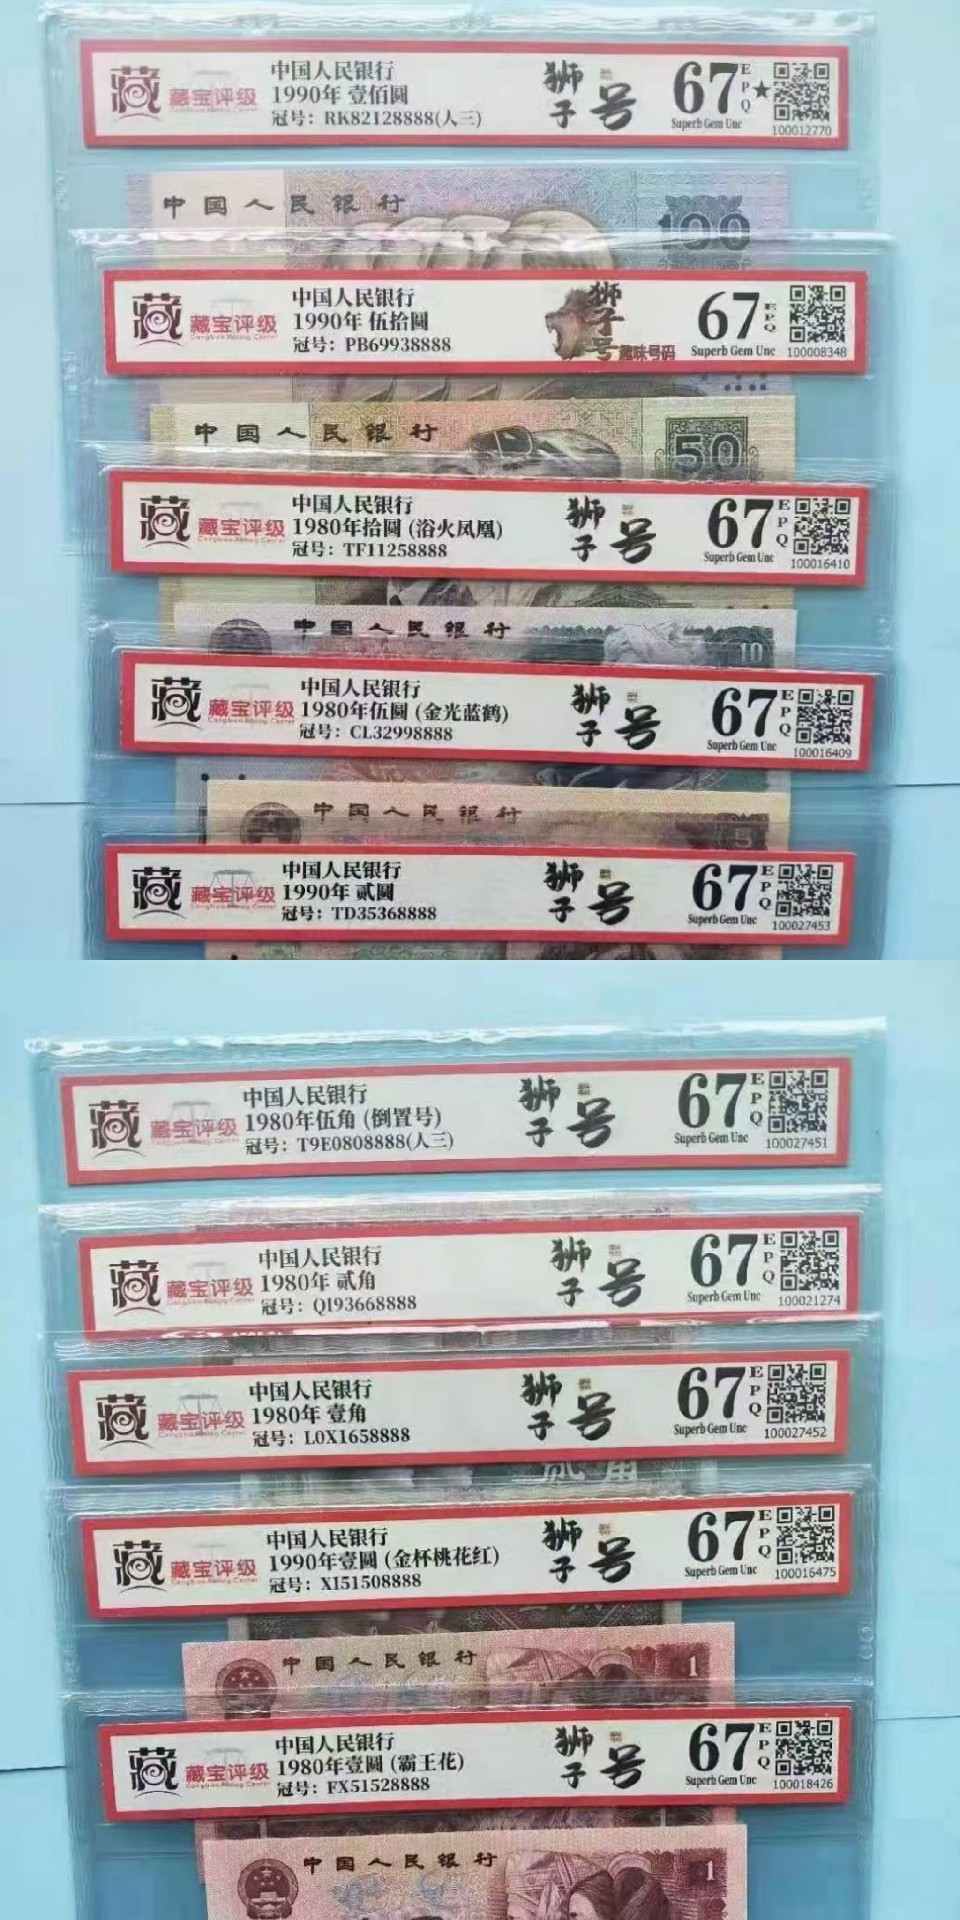 藏 藏宝评级
中国人民银行
1990年 壹佰圆
冠号: RK82128888(人三)
狮子号
67 EPQ ★
Superb Gem Unc
100012770
中国人民银行
100
藏 藏宝评级
中国人民银行
1990年 伍拾圆
冠号: PB69938888
狮子号 趣味号码
67 EPQ
Superb Gem Unc
100008348
中国人民银行
50
藏 藏宝评级
中国人民银行
1980年拾圆 (浴火凤凰)
冠号: TF11258888
狮子号
67 EPQ
Superb Gem Unc
100016410
中国人民银行
10
藏 藏宝评级
中国人民银行
1980年伍圆 (金光蓝鹤)
冠号: CL32998888
狮子号
67 EPQ
Superb Gem Unc
100016409
中国人民银行
5
藏 藏宝评级
中国人民银行
1990年 贰圆
冠号: TD35368888
狮子号
67 EPQ
Superb Gem Unc
100027453
藏 藏宝评级
中国人民银行
1980年伍角 (倒置号)
冠号: T9E0808888(人三)
狮子号
67 EPQ
Superb Gem Unc
100027451
藏 藏宝评级
中国人民银行
1980年 贰角
冠号: QI93668888
狮子号
67 EPQ
Superb Gem Unc
100021274
藏 藏宝评级
中国人民银行
1980年 壹角
冠号: L0X1658888
狮子号
67 EPQ
Superb Gem Unc
100027452
贰角
藏 藏宝评级
中国人民银行
1990年壹圆 (金杯桃花红)
冠号: XI51508888
狮子号
67 EPQ
Superb Gem Unc
100016475
中国人民银行
1
藏 藏宝评级
中国人民银行
1980年壹圆 (霸王花)
冠号: FX51528888
狮子号
67 EPQ
Superb Gem Unc
100018426
中国人民银行
1